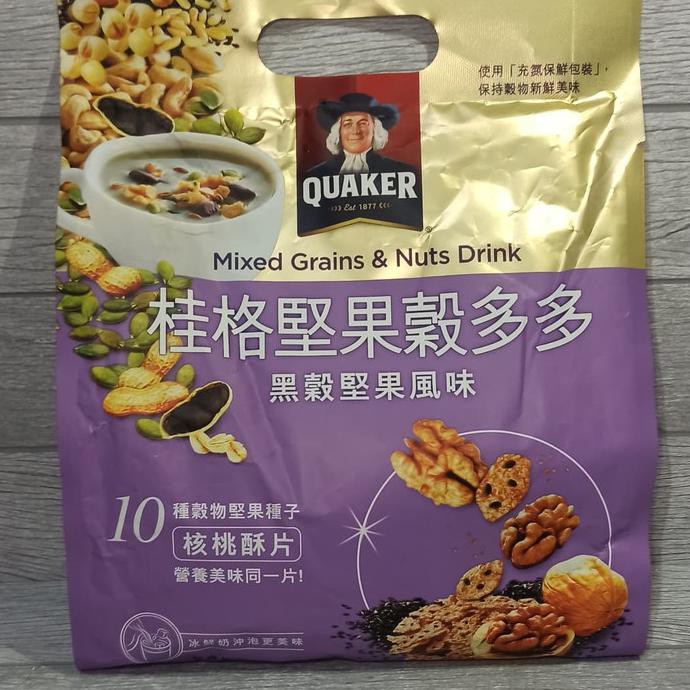 使用「充氮保鮮包裝」,
保持穀物新鮮美味
QUAKER
Est 1877
®
Mixed Grains & Nuts Drink
桂格堅果穀多多
黑穀堅果風味
10 種穀物堅果種子
核桃酥片
營養美味同一片!
冰鮮奶沖泡更美味